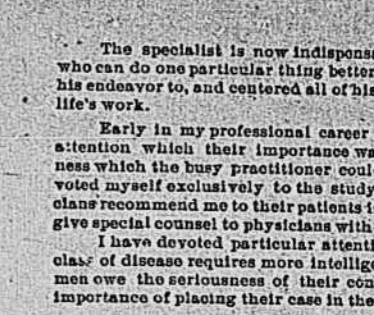 The specialist is now indispensa
who can do one particular thing better
his endeavor to, and centered all of his
life's work.
Early in my professional career
attention which their importance wa
ness which the busy practitioner coul
voted myself exclusively to the study
cians recommend me to their patients i
give special counsel to physicians with
I have devoted particular attenti
class of disease requires more intellige
men owe the seriousness of their con
importance of placing their case in the